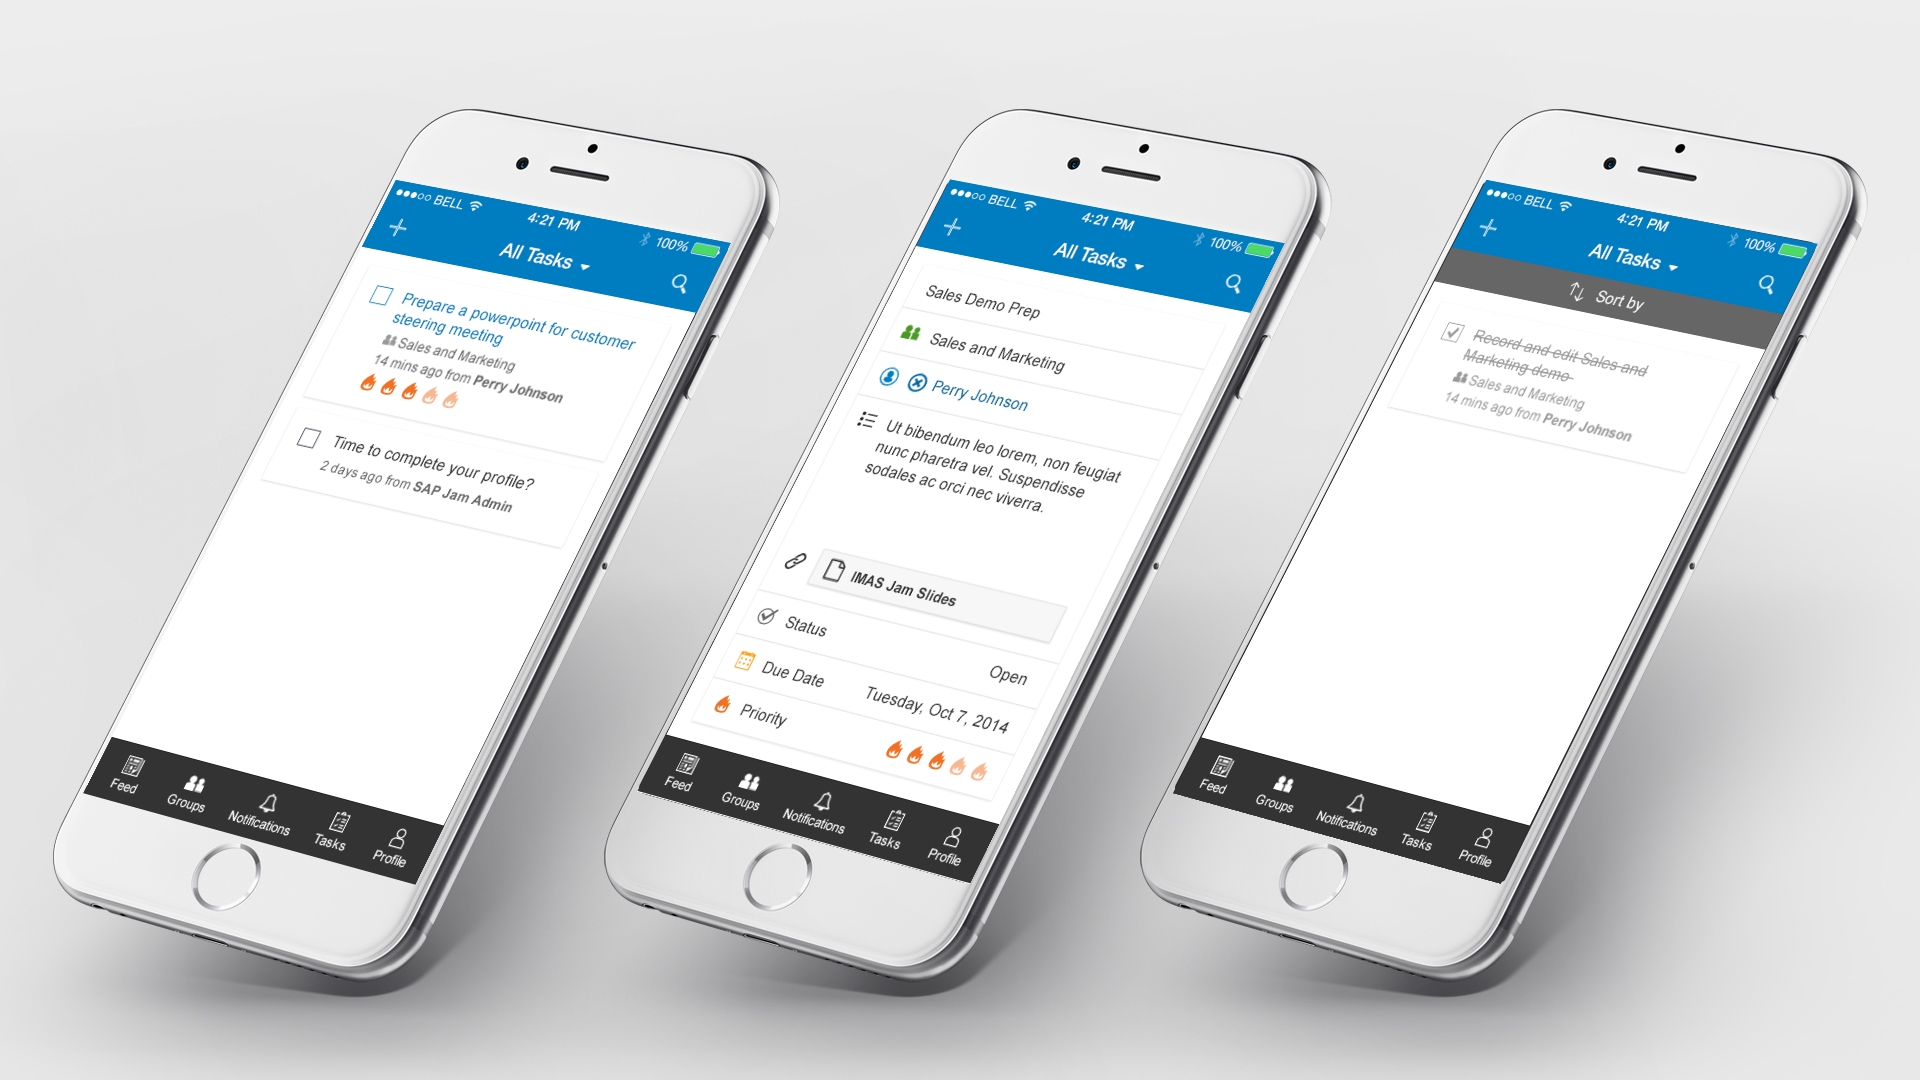 BELL
4:21 PM
100%
All Tasks
Prepare a powerpoint for customer
steering meeting
Sales and Marketing
14 mins ago from Perry Johnson
Time to complete your profile?
2 days ago from SAP Jam Admin
Feed
Groups
Notifications
Tasks
Profile
BELL
4:21 PM
100%
All Tasks
Sales Demo Prep
Sales and Marketing
Perry Johnson
Ut bibendum leo lorem, non feugiat
nunc pharetra vel. Suspendisse
sodales ac orci nec viverra.
IMAS Jam Slides
Status
Open
Due Date
Tuesday, Oct 7, 2014
Priority
Feed
Groups
Notifications
Tasks
Profile
BELL
4:21 PM
100%
All Tasks
Sort by
Record and edit Sales and
Marketing demo
Sales and Marketing
14 mins ago from Perry Johnson
Feed
Groups
Notifications
Tasks
Profile